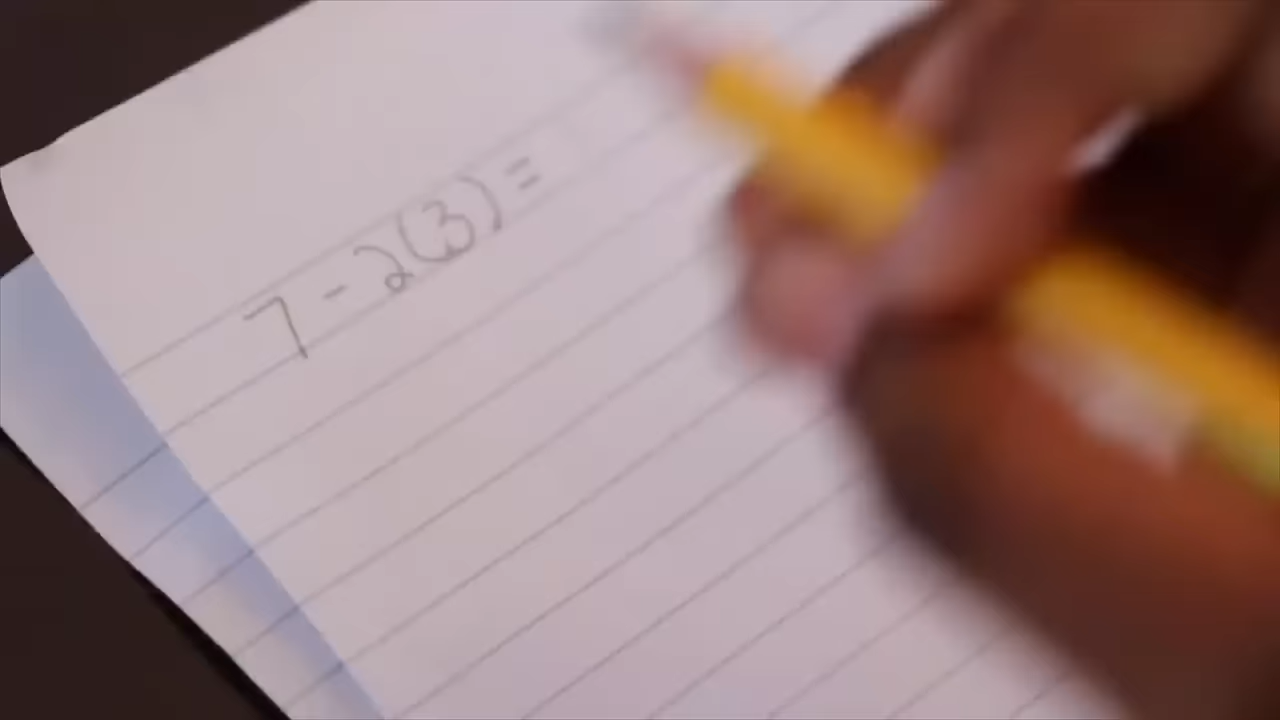 7 - 2(3) =